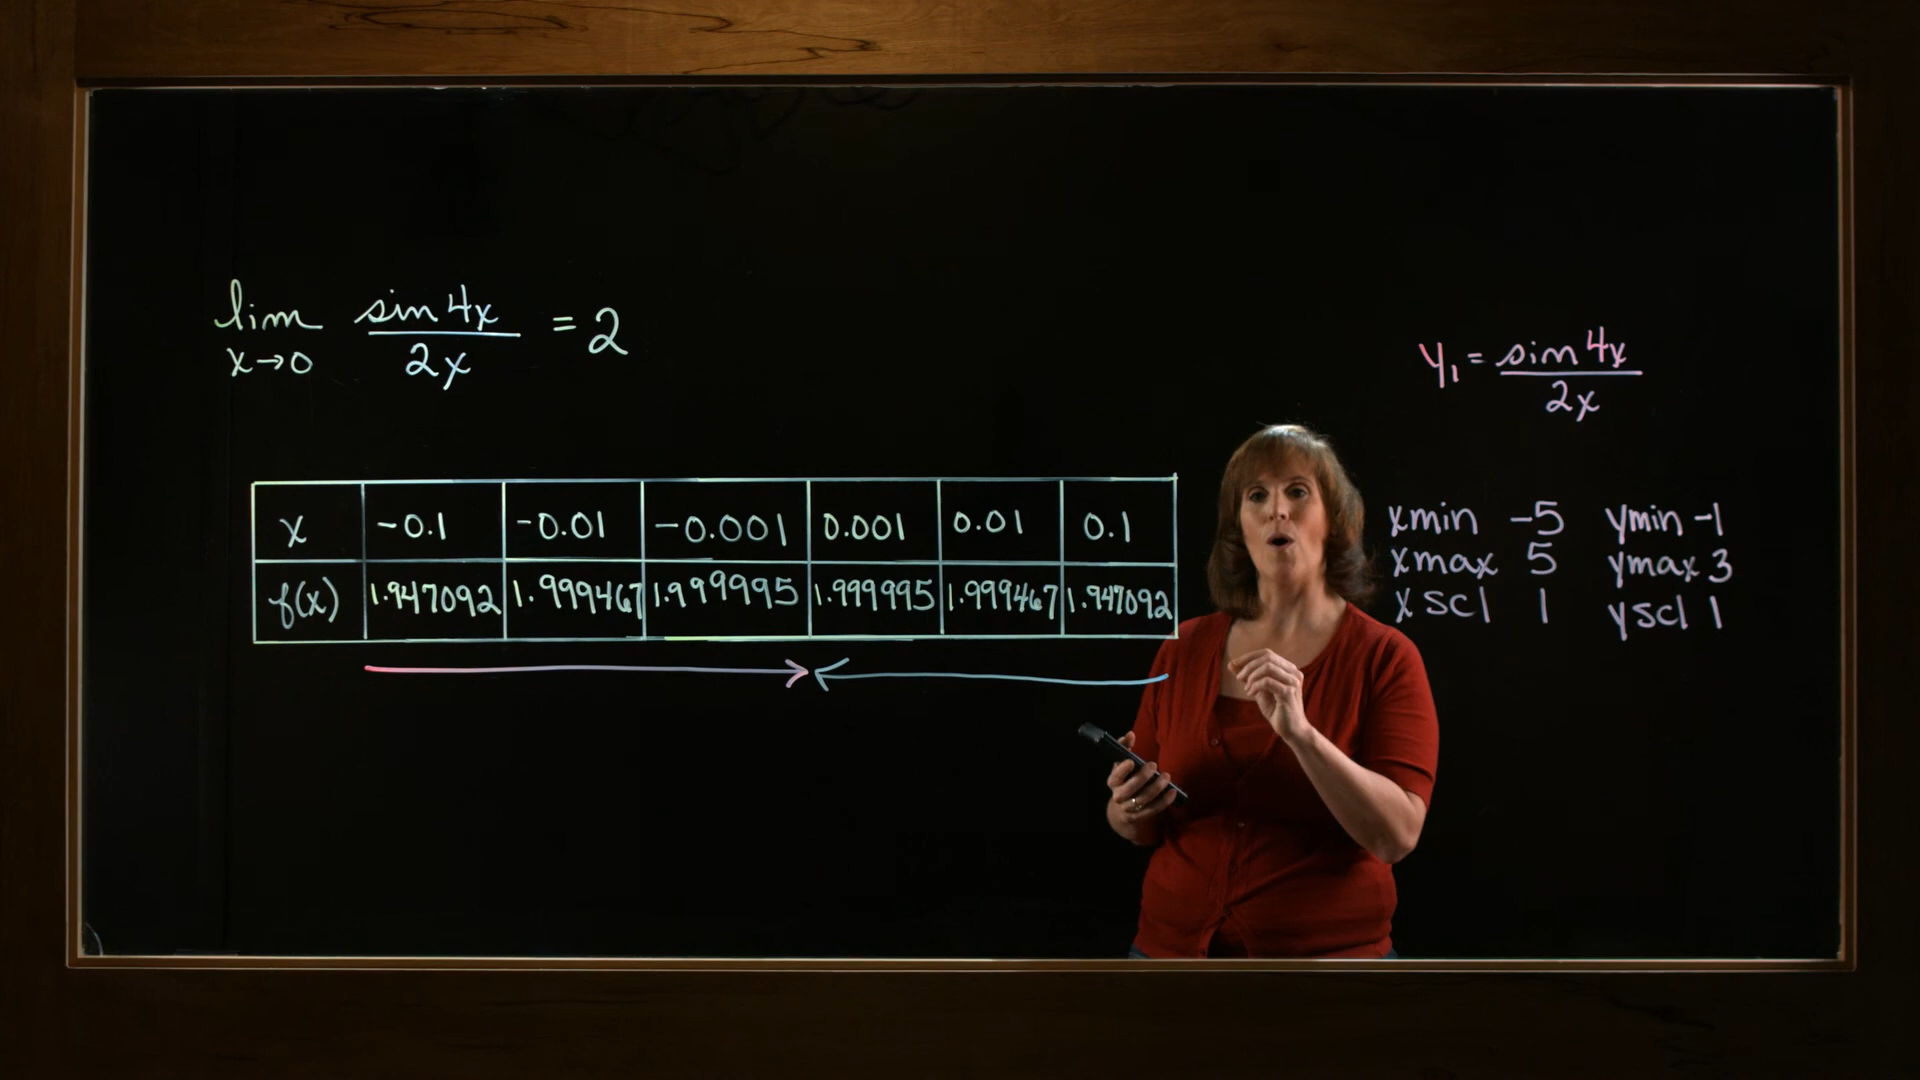 lim x→0 sin 4x / 2x = 2
y₁ = sin 4x / 2x
x -0.1 -0.01 -0.001 0.001 0.01 0.1
f(x) 1.947092 1.999467 1.999995 1.999995 1.999467 1.947092
xmin -5 ymin -1
xmax 5 ymax 3
xscl 1 yscl 1